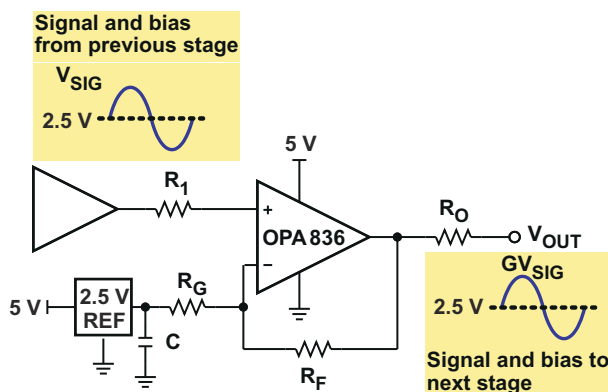 Signal and bias
from previous stage
VSIG
2.5 V
5 V
R1
+
OPA836
−
RO
VOUT
GVSIG
2.5 V
RG
5 V
2.5 V
REF
C
RF
Signal and bias to
next stage